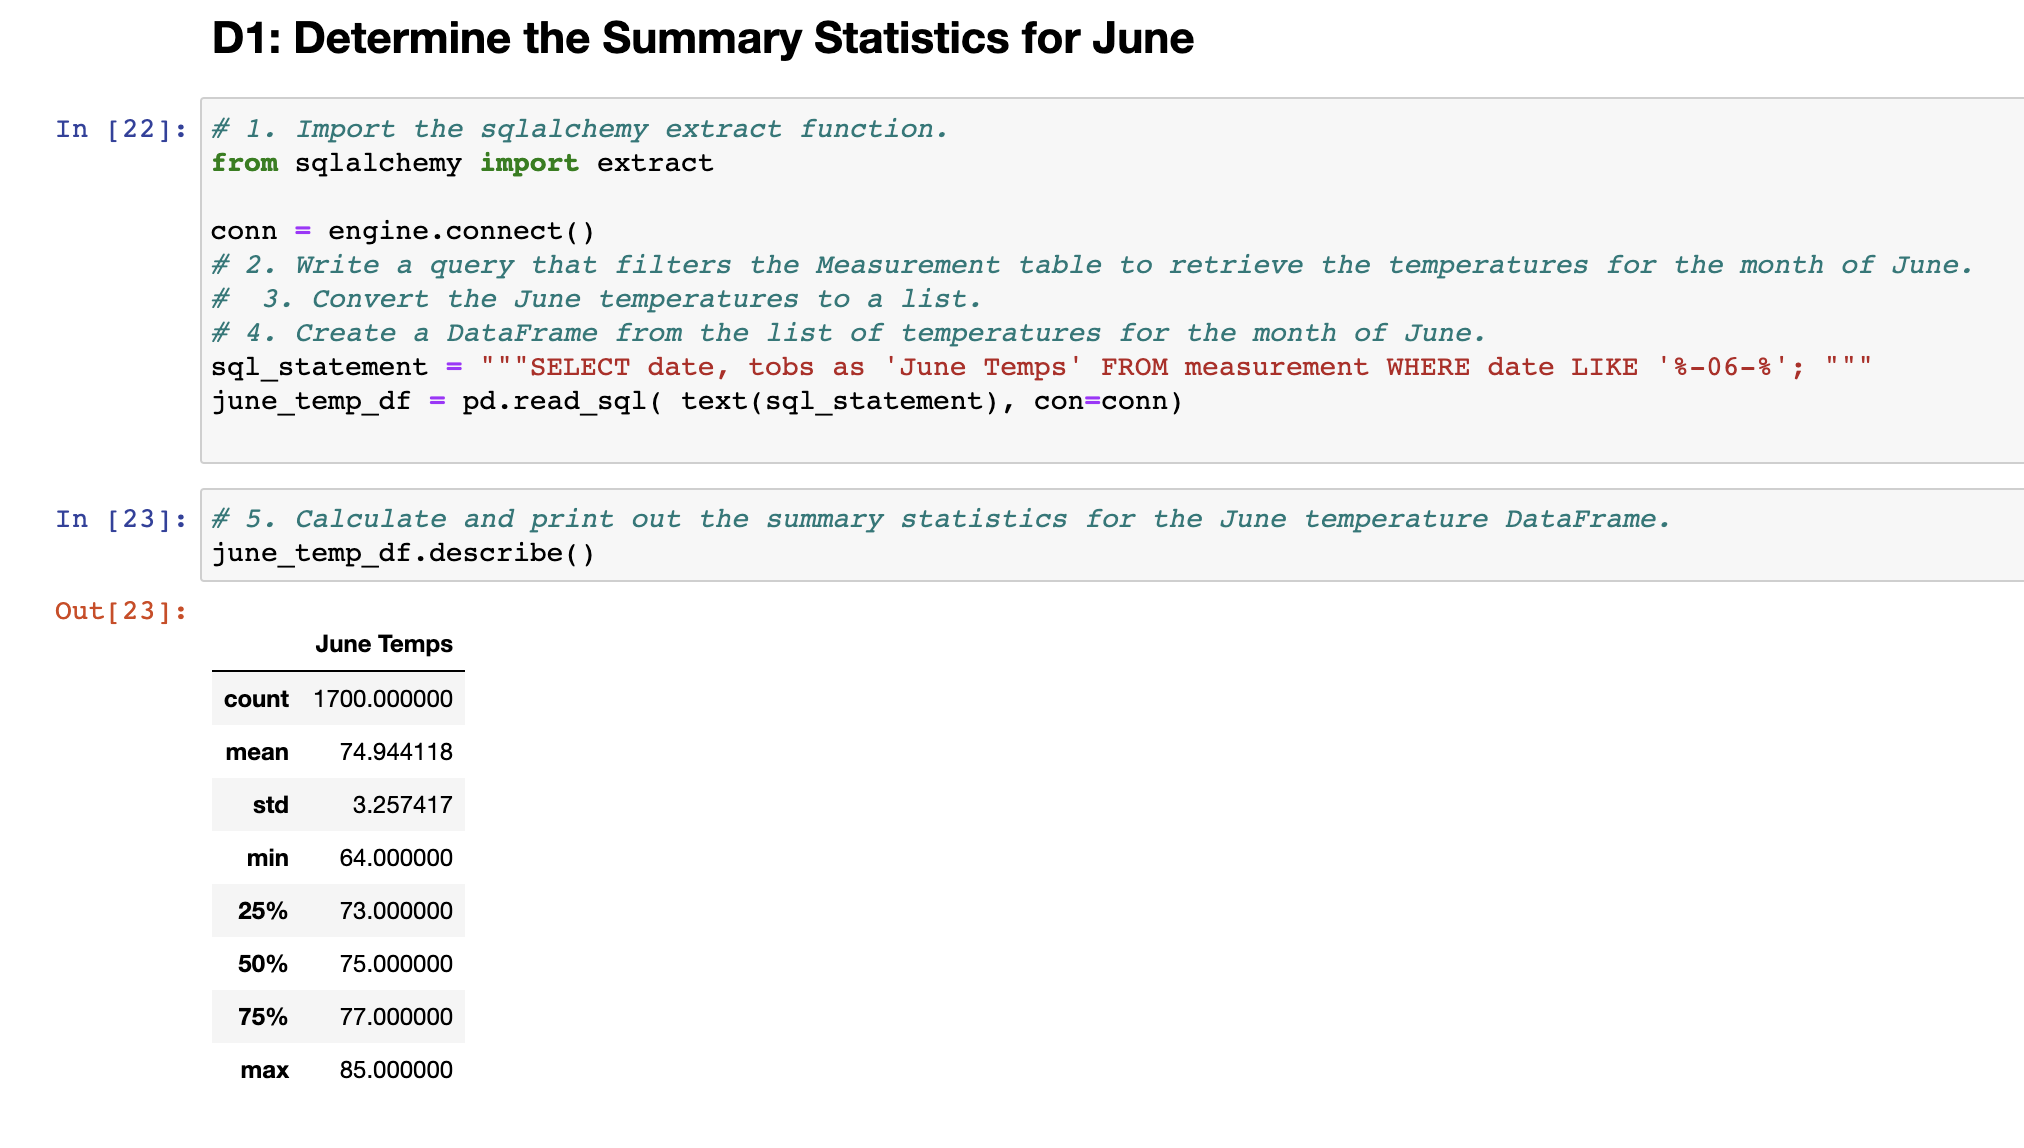 D1: Determine the Summary Statistics for June
In [22]:
# 1. Import the sqlalchemy extract function.
from sqlalchemy import extract
conn = engine.connect()
# 2. Write a query that filters the Measurement table to retrieve the temperatures for the month of June.
#  3. Convert the June temperatures to a list.
# 4. Create a DataFrame from the list of temperatures for the month of June.
sql_statement = """SELECT date, tobs as 'June Temps' FROM measurement WHERE date LIKE '%-06-%'; """
june_temp_df = pd.read_sql( text(sql_statement), con=conn)
In [23]:
# 5. Calculate and print out the summary statistics for the June temperature DataFrame.
june_temp_df.describe()
Out[23]:
June Temps
count 1700.000000
mean 74.944118
std 3.257417
min 64.000000
25% 73.000000
50% 75.000000
75% 77.000000
max 85.000000